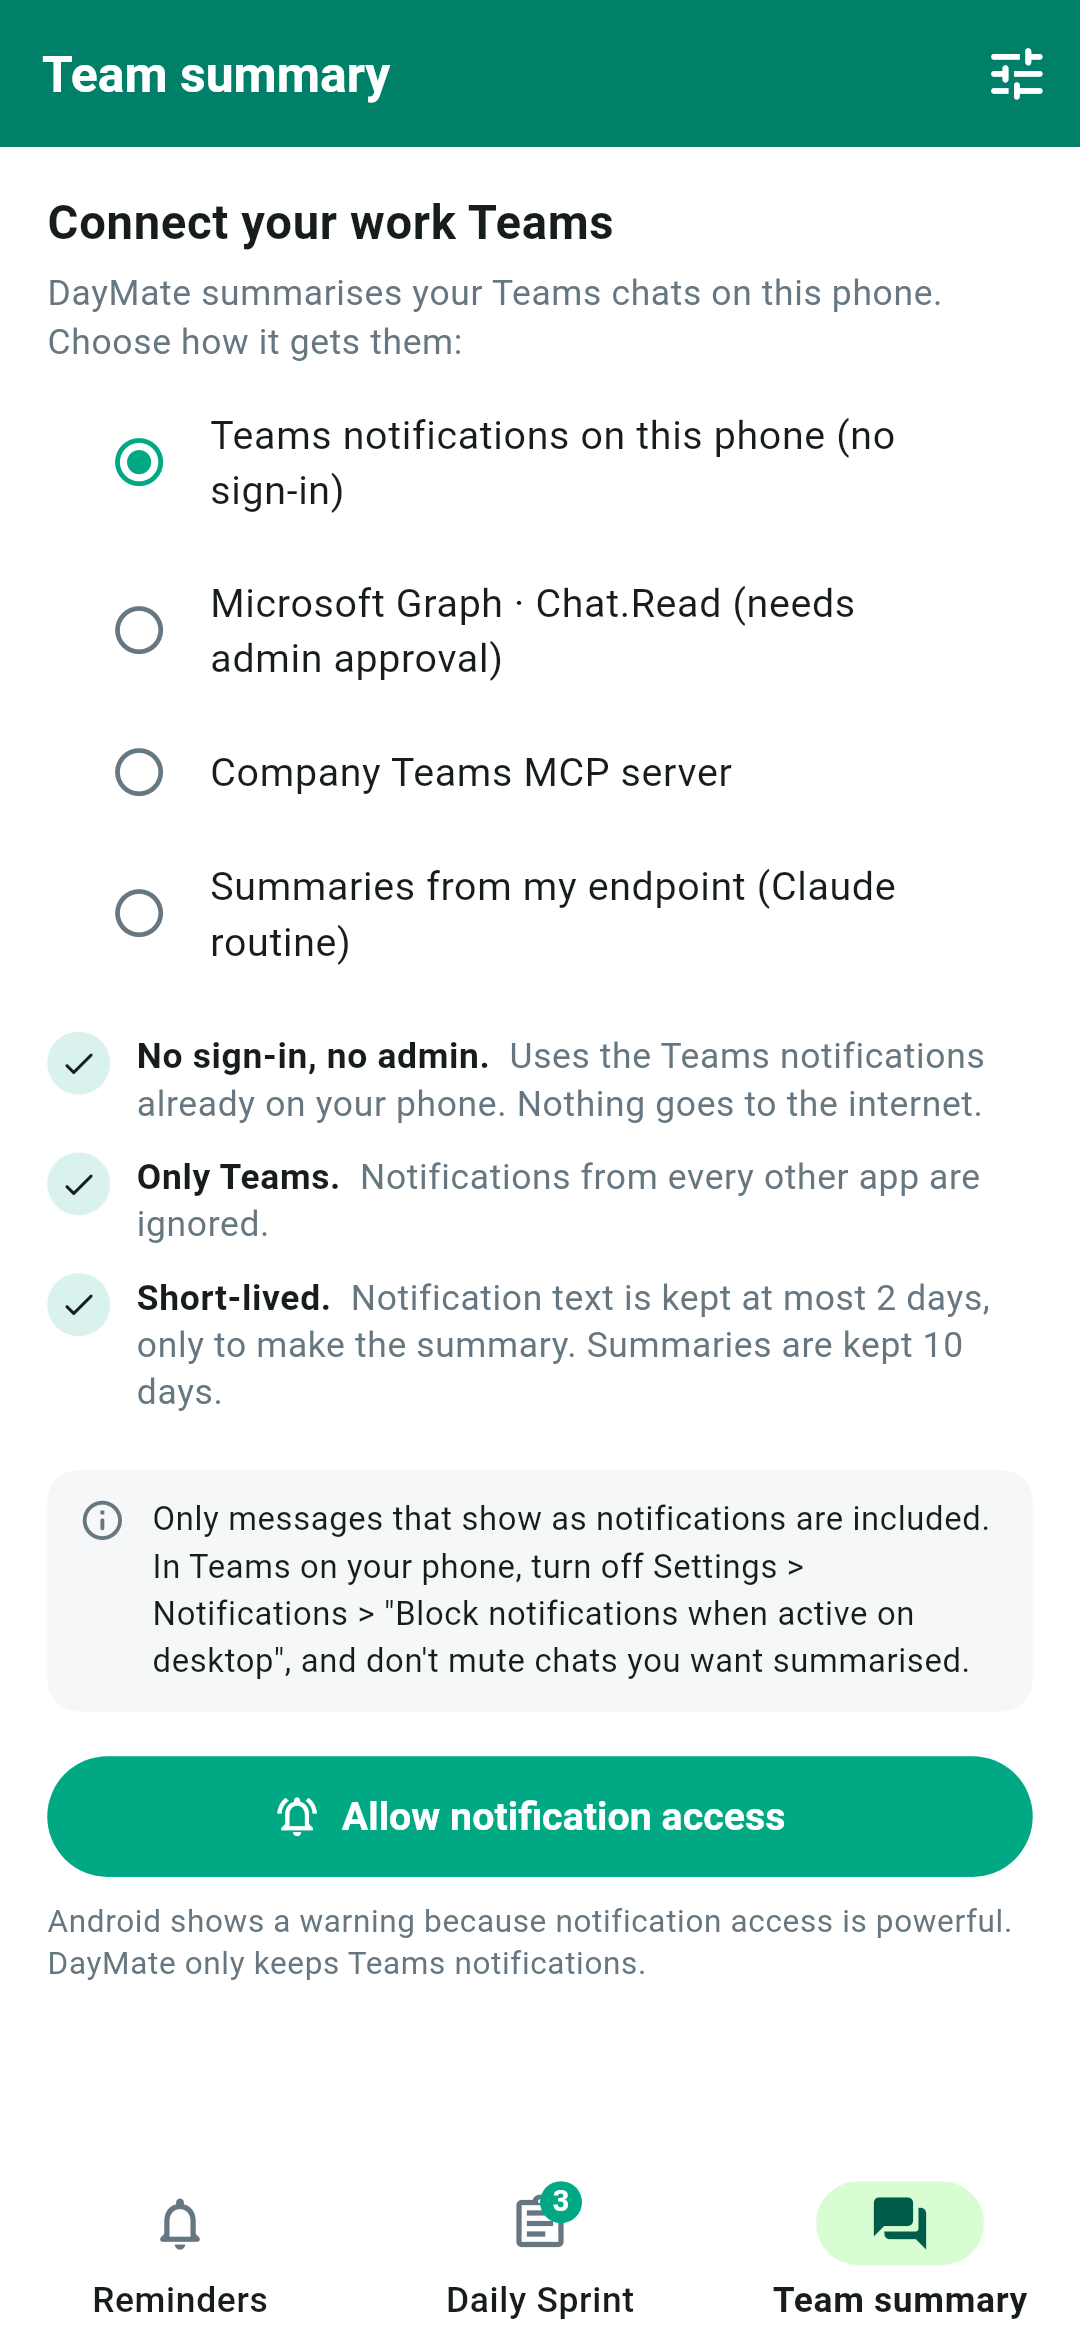 Team summary
Connect your work Teams
DayMate summarises your Teams chats on this phone.
Choose how it gets them:
Teams notifications on this phone (no
sign-in)
Microsoft Graph · Chat.Read (needs
admin approval)
Company Teams MCP server
Summaries from my endpoint (Claude
routine)
No sign-in, no admin. Uses the Teams notifications
already on your phone. Nothing goes to the internet.
Only Teams. Notifications from every other app are
ignored.
Short-lived. Notification text is kept at most 2 days,
only to make the summary. Summaries are kept 10
days.
Only messages that show as notifications are included.
In Teams on your phone, turn off Settings >
Notifications > "Block notifications when active on
desktop", and don't mute chats you want summarised.
Allow notification access
Android shows a warning because notification access is powerful.
DayMate only keeps Teams notifications.
3
Reminders
Daily Sprint
Team summary